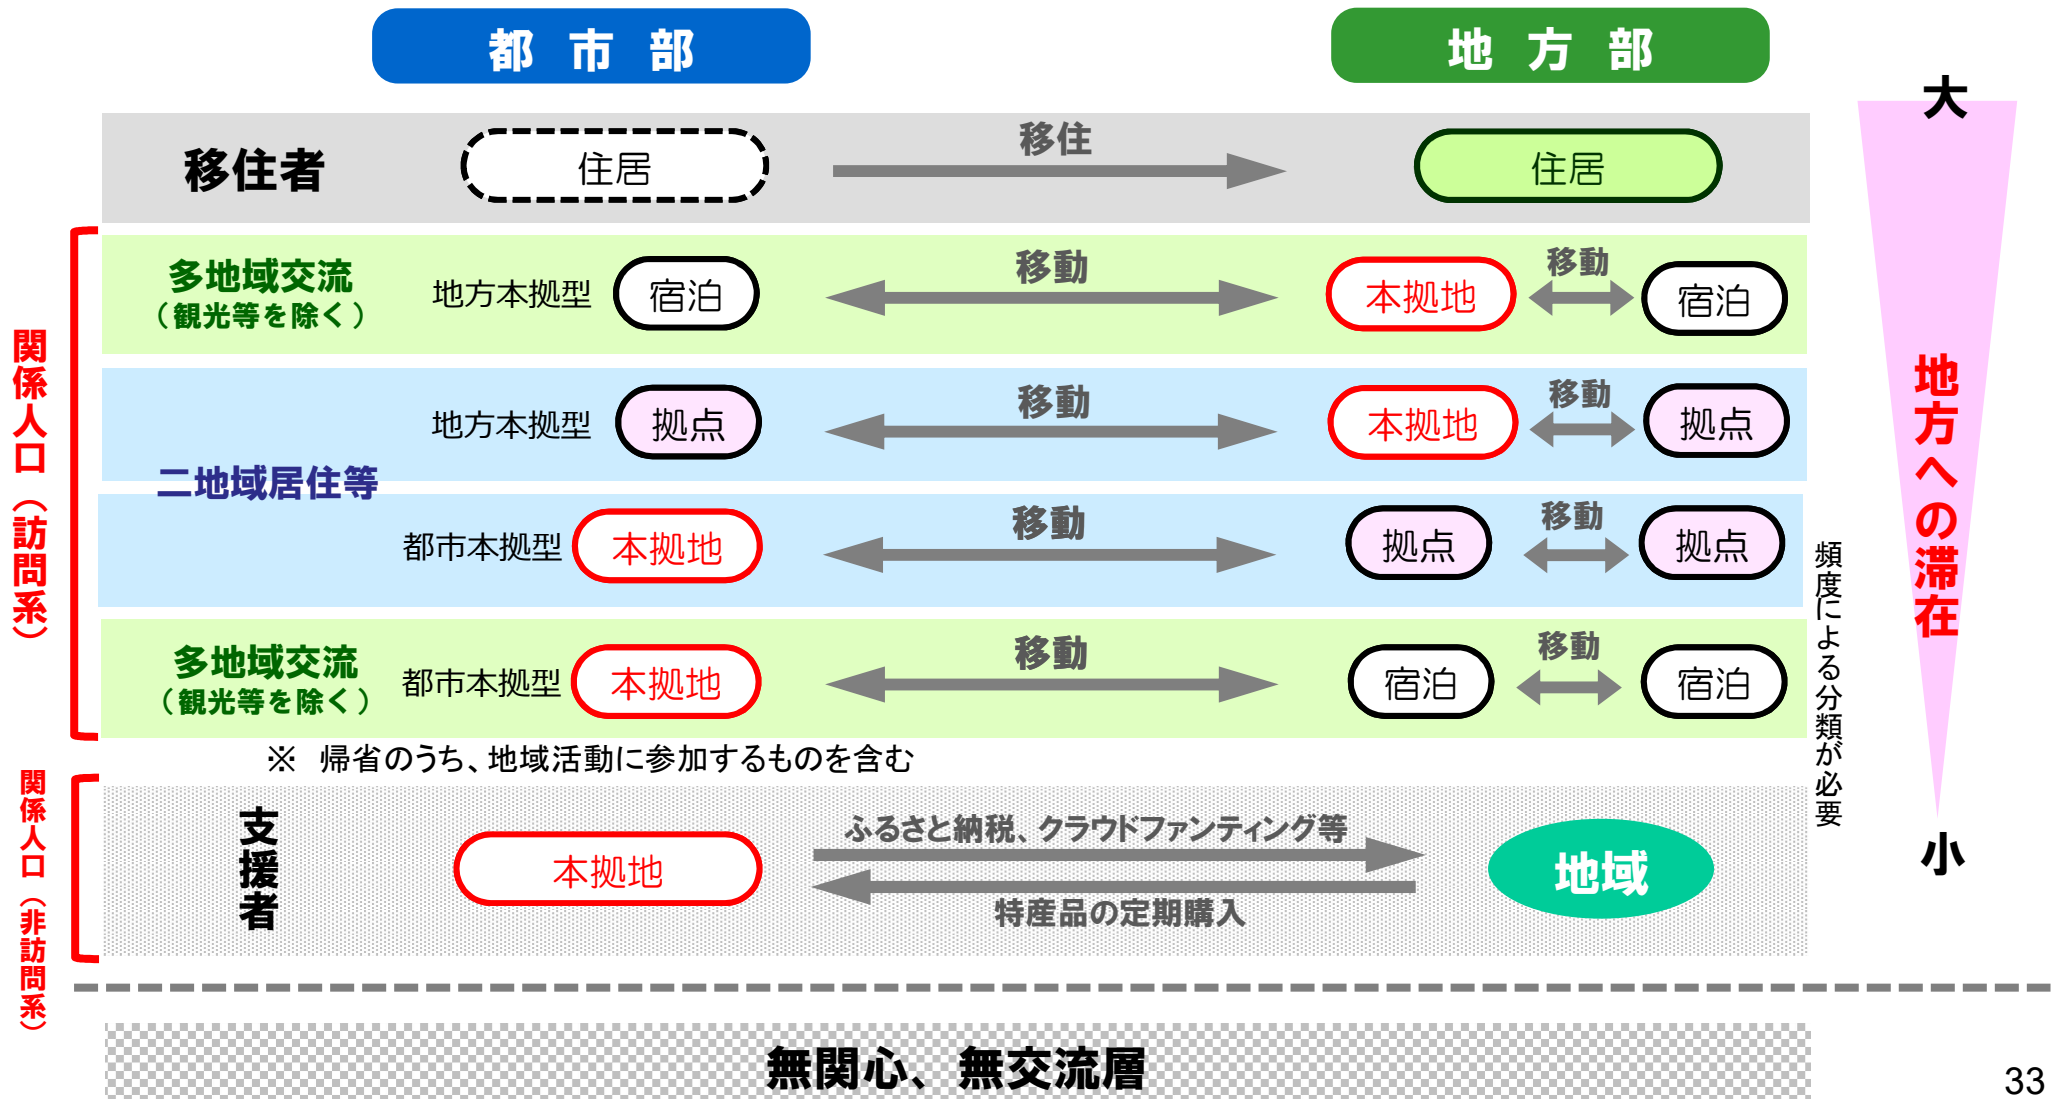 都市部
地方部
大
移住者
住居
移住
住居
関係人口（訪問系）
多地域交流
（観光等を除く）
地方本拠型
宿泊
移動
本拠地
移動
宿泊
二地域居住等
地方本拠型
拠点
移動
本拠地
移動
拠点
都市本拠型
本拠地
移動
拠点
移動
拠点
多地域交流
（観光等を除く）
都市本拠型
本拠地
移動
宿泊
移動
宿泊
地方への滞在
頻度による分類が必要
※　帰省のうち、地域活動に参加するものを含む
小
関係人口（非訪問系）
支援者
本拠地
ふるさと納税、クラウドファンティング等
特産品の定期購入
地域
無関心、無交流層
33